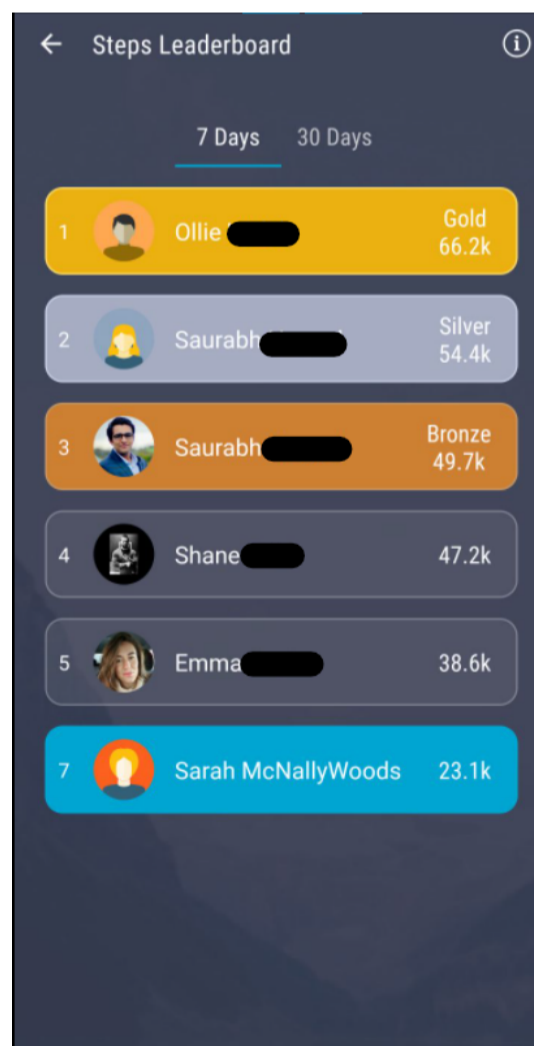 Steps Leaderboard
7 Days 30 Days
1 Ollie Gold 66.2k
2 Saurabh Silver 54.4k
3 Saurabh Bronze 49.7k
4 Shane 47.2k
5 Emma 38.6k
7 Sarah McNallyWoods 23.1k